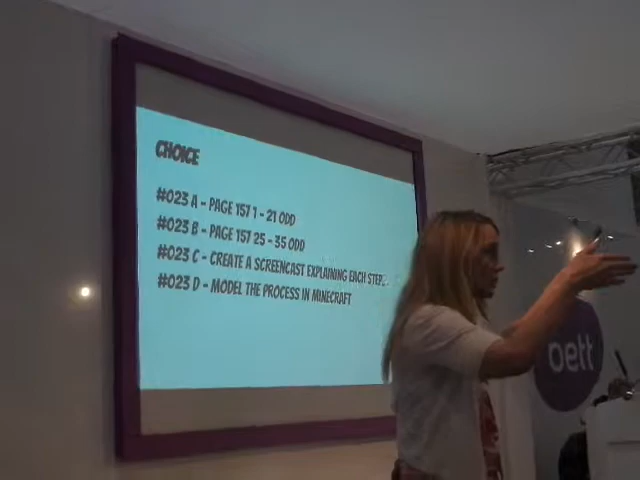 CHOICE
#023 A - PAGE 157 1 - 21 ODD
#023 B - PAGE 157 25 - 35 ODD
#023 C - CREATE A SCREENCAST EXPLAINING EACH STEP...
#023 D - MODEL THE PROCESS IN MINECRAFT
oett